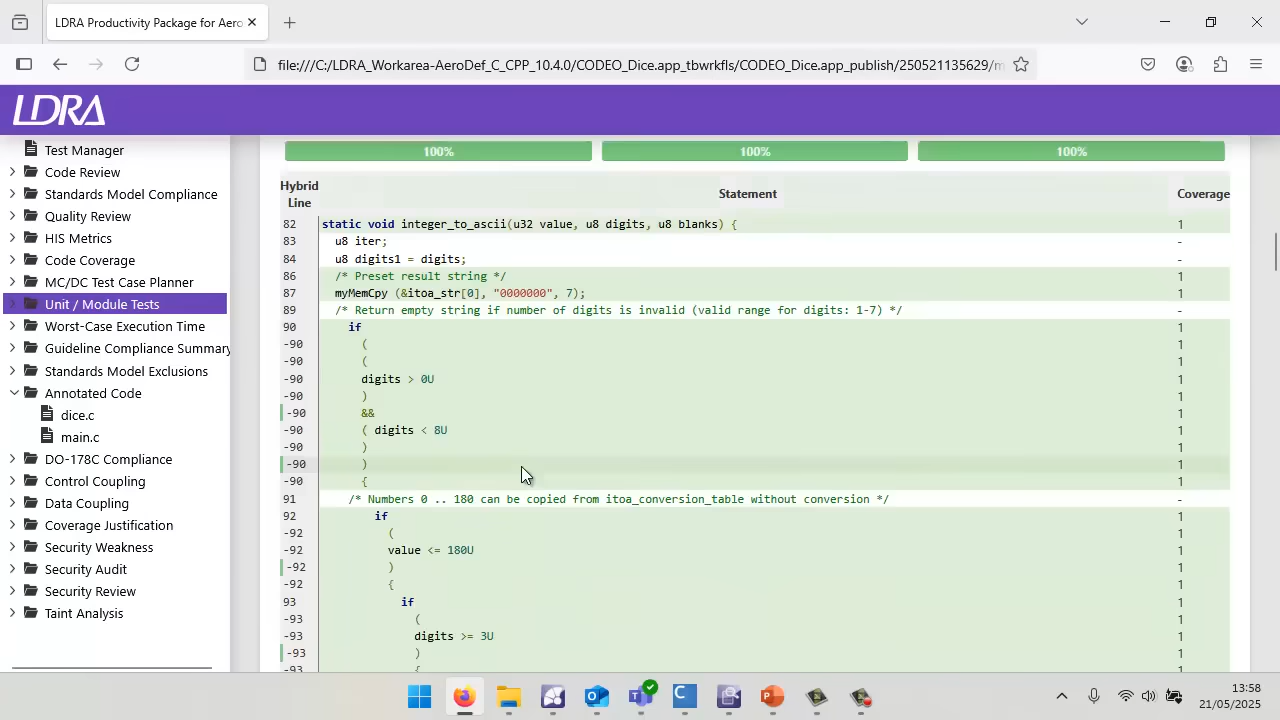 LDRA Productivity Package for Aero
file:///C:/LDRA_Workarea-AeroDef_C_CPP_10.4.0/CODEO_Dice.app_tbwrkfls/CODEO_Dice.app_publish/250521135629/m
LDRA
Test Manager
Code Review
Standards Model Compliance
Quality Review
HIS Metrics
Code Coverage
MC/DC Test Case Planner
Unit / Module Tests
Worst-Case Execution Time
Guideline Compliance Summary
Standards Model Exclusions
Annotated Code
dice.c
main.c
DO-178C Compliance
Control Coupling
Data Coupling
Coverage Justification
Security Weakness
Security Audit
Security Review
Taint Analysis
100% 100% 100%
Hybrid Line Statement Coverage
82 static void integer_to_ascii(u32 value, u8 digits, u8 blanks) { 1
83 u8 iter; -
84 u8 digits1 = digits; -
86 /* Preset result string */ 1
87 myMemCpy (&itoa_str[0], "0000000", 7); 1
89 /* Return empty string if number of digits is invalid (valid range for digits: 1-7) */ -
90 if 1
-90 ( 1
-90 ( 1
-90 digits > 0U 1
-90 ) 1
-90 && 1
-90 ( digits < 8U 1
-90 ) 1
-90 ) 1
-90 { 1
91 /* Numbers 0 .. 180 can be copied from itoa_conversion_table without conversion */ -
92 if 1
-92 ( 1
-92 value <= 180U 1
-92 ) 1
-92 { 1
93 if 1
-93 ( 1
-93 digits >= 3U 1
-93 ) 1
-93 { 1
13:58
21/05/2025